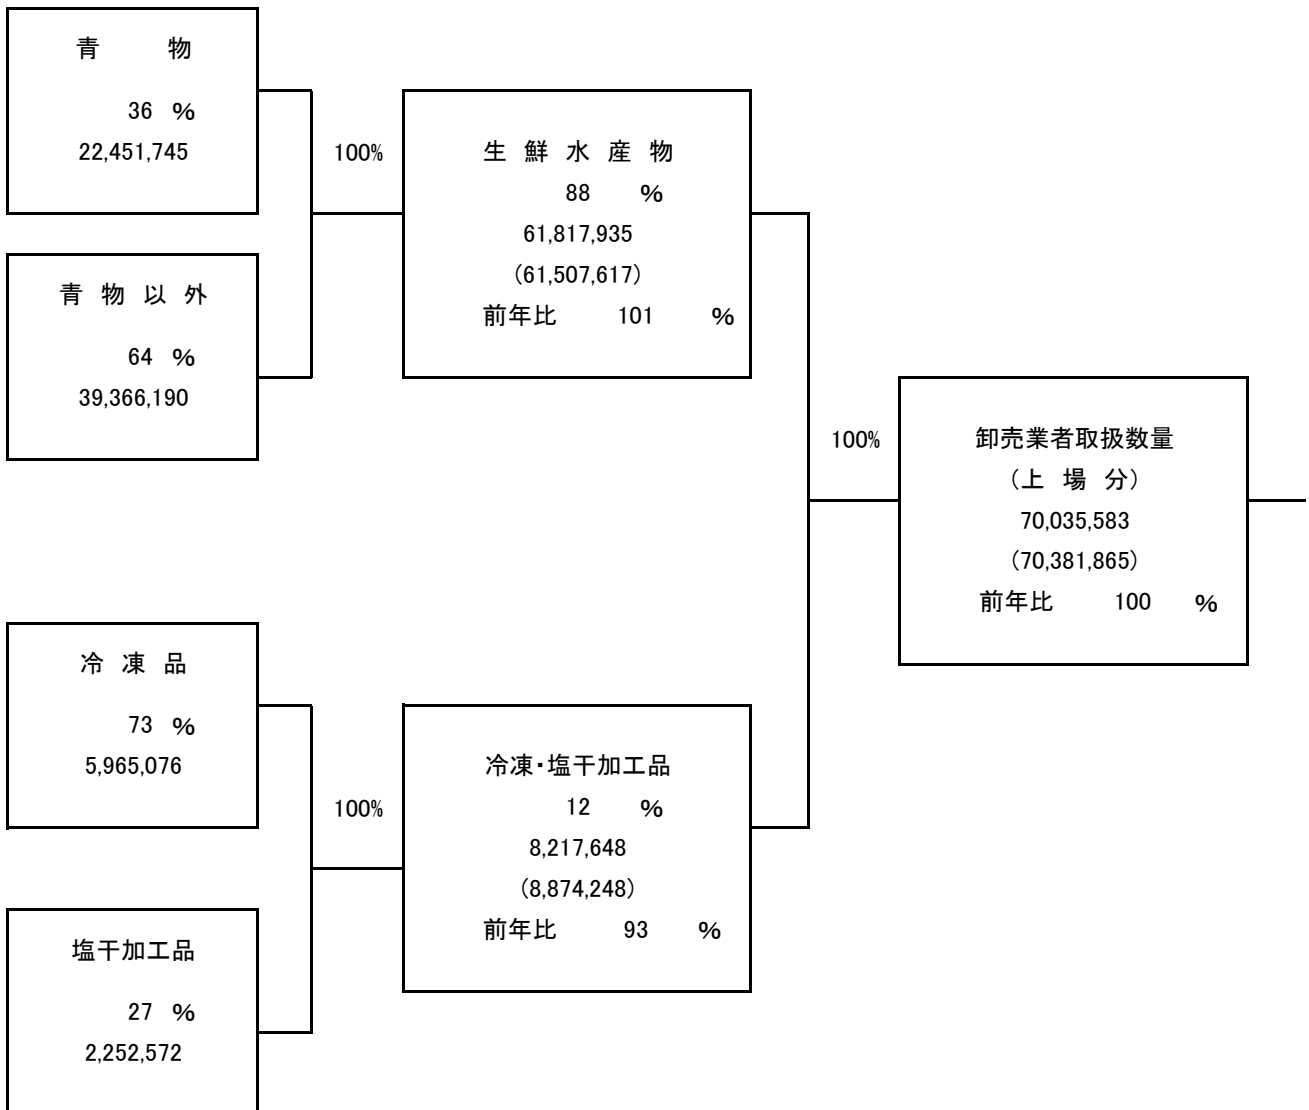 青 物
36 %
22,451,745
100%
生 鮮 水 産 物
88 %
61,817,935
(61,507,617)
前年比 101 %
青 物 以 外
64 %
39,366,190
100%
卸売業者取扱数量
(上 場 分)
70,035,583
(70,381,865)
前年比 100 %
冷 凍 品
73 %
5,965,076
100%
冷凍・塩干加工品
12 %
8,217,648
(8,874,248)
前年比 93 %
塩干加工品
27 %
2,252,572